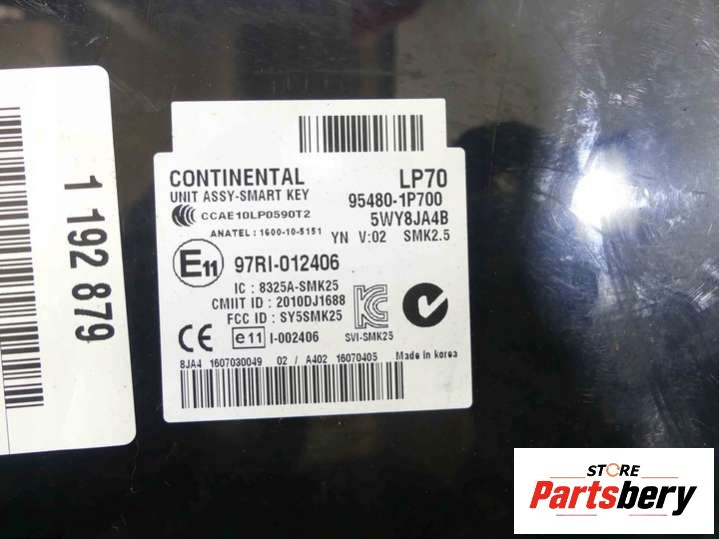 1 192 879
CONTINENTAL LP70
UNIT ASSY-SMART KEY 95480-1P700
CCAE10LP0590T2 5WY8JA4B
ANATEL : 1600-10-5151 YN V:02 SMK2.5
E11 97RI-012406
IC : 8325A-SMK25
CMIIT ID : 2010DJ1688
FCC ID : SY5SMK25
CE e11 I-002406 SVI-SMK25
8JA4 1607030049 02 / A402 16070405 Made in korea
STORE
Partsbery